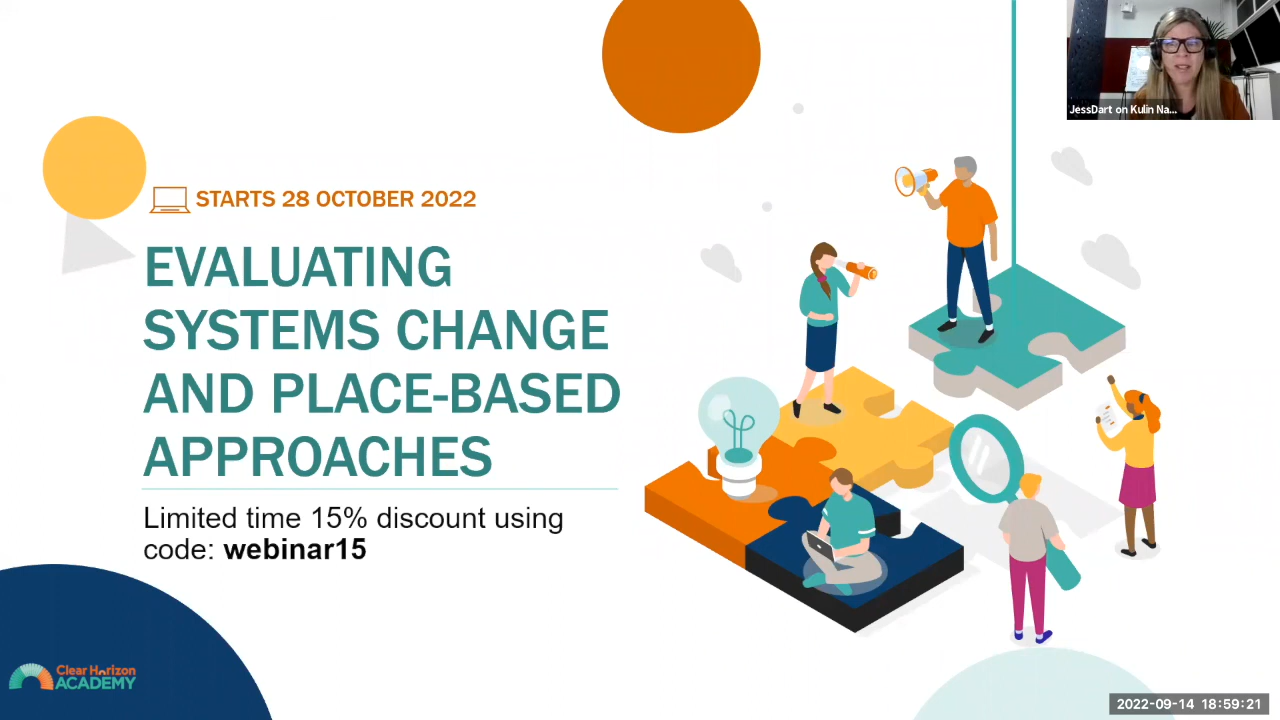 JessDart on Kulin Na...
STARTS 28 OCTOBER 2022
EVALUATING
SYSTEMS CHANGE
AND PLACE-BASED
APPROACHES
Limited time 15% discount using
code: webinar15
Clear Horizon
ACADEMY
2022-09-14 18:59:21